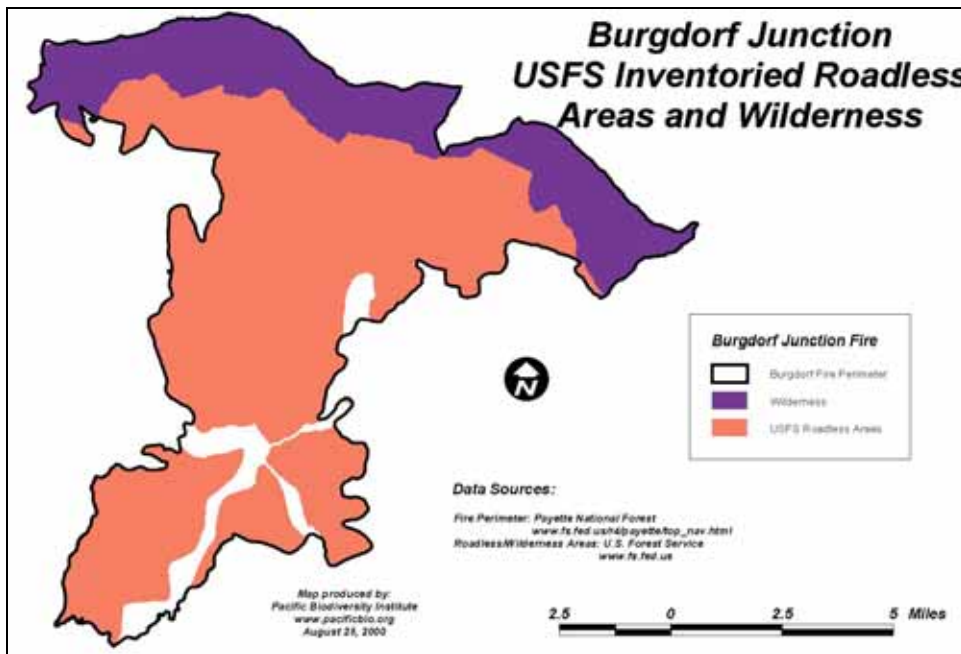 Burgdorf Junction
USFS Inventoried Roadless
Areas and Wilderness
Burgdorf Junction Fire
Burgdorf Fire Perimeter
Wilderness
USFS Roadless Areas
N
Data Sources:
Fire Perimeter: Payette National Forest
www.fs.fed.us/r4/payette/top_nav.html
Roadless/Wilderness Areas: U.S. Forest Service
www.fs.fed.us
Map produced by:
Pacific Biodiversity Institute
www.pacificbio.org
August 25, 2000
2.5 0 2.5 5 Miles